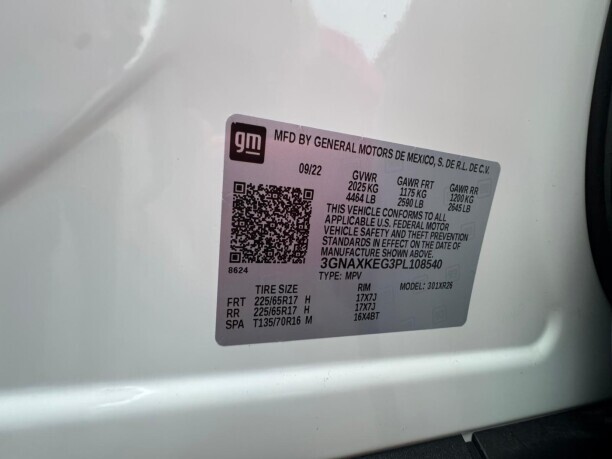 gm MFD BY GENERAL MOTORS DE MEXICO, S. DE R.L. DE C.V.
09/22 GVWR GAWR FRT GAWR RR
2025 KG 1175 KG 1200 KG
4464 LB 2590 LB 2645 LB
THIS VEHICLE CONFORMS TO ALL
APPLICABLE U.S. FEDERAL MOTOR
VEHICLE SAFETY AND THEFT PREVENTION
STANDARDS IN EFFECT ON THE DATE OF
MANUFACTURE SHOWN ABOVE.
3GNAXKEG3PL108540
8624 TYPE: MPV MODEL: 301XR26
TIRE SIZE RIM
FRT 225/65R17 H 17X7J
RR 225/65R17 H 17X7J
SPA T135/70R16 M 16X4BT